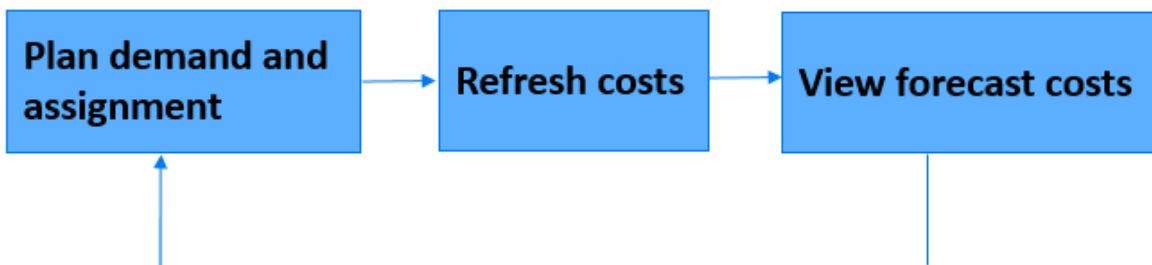 Plan demand and
assignment
Refresh costs
View forecast costs